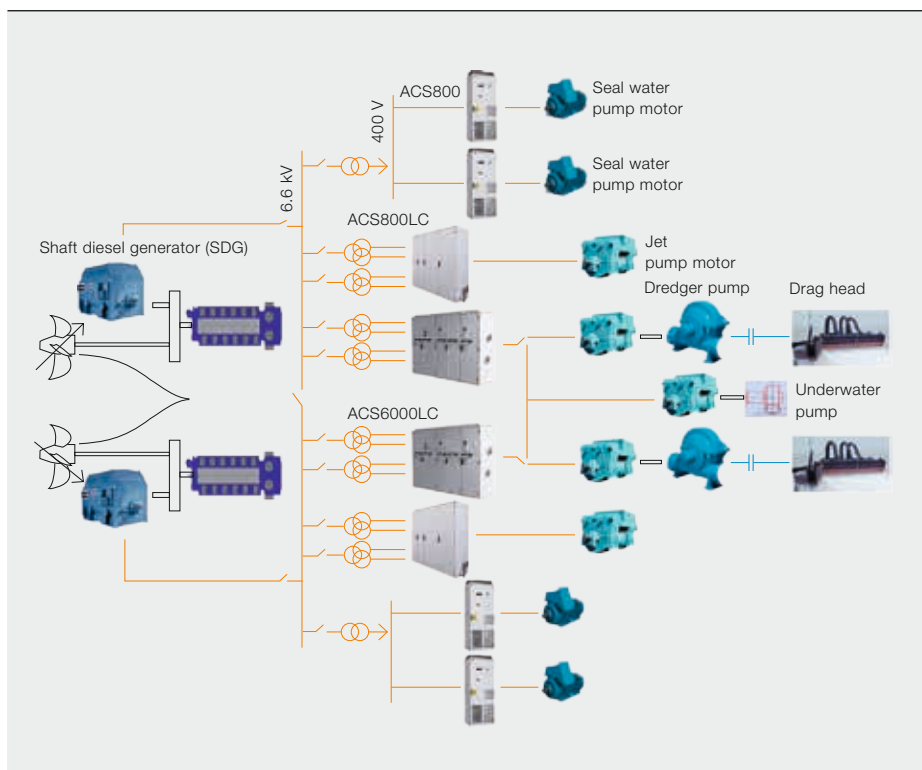 ACS800
Seal water
pump motor
400 V
Seal water
pump motor
6.6 kV
ACS800LC
Shaft diesel generator (SDG)
Jet
pump motor
Dredger pump
Drag head
ACS6000LC
Underwater
pump